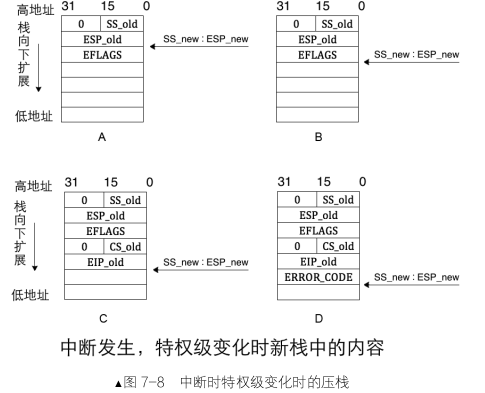 高地址 31 15 0 31 15 0
栈向下扩展 0 SS_old 0 SS_old
ESP_old SS_new : ESP_new ESP_old
EFLAGS EFLAGS SS_new : ESP_new
低地址
A B
高地址 31 15 0 31 15 0
栈向下扩展 0 SS_old 0 SS_old
ESP_old ESP_old
EFLAGS EFLAGS
0 CS_old 0 CS_old
EIP_old SS_new : ESP_new EIP_old
ERROR_CODE SS_new : ESP_new
低地址
C D
中断发生，特权级变化时新栈中的内容
▲图 7-8 中断时特权级变化时的压栈